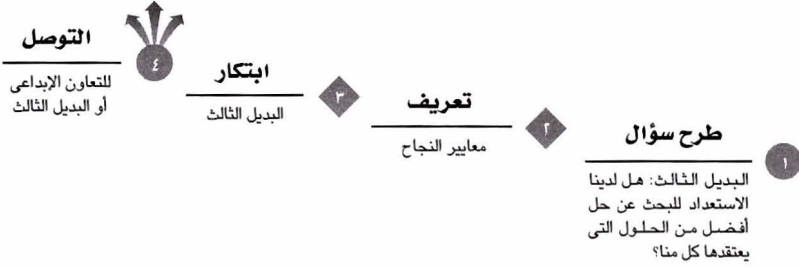 ١
طرح سؤال
البديل الثالث: هل لدينا
الاستعداد للبحث عن حل
أفضل من الحلول التى
يعتقدها كل منا؟
٢
تعريف
معايير النجاح
٣
ابتكار
البديل الثالث
٤
التوصل
للتعاون الإبداعى
أو البديل الثالث